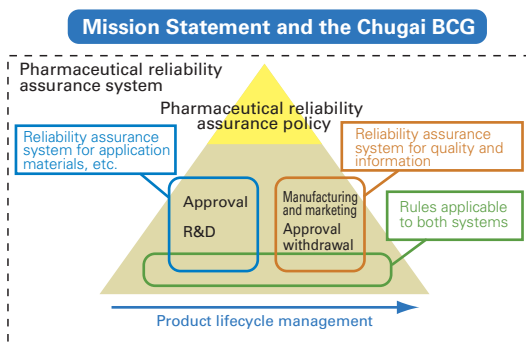 Mission Statement and the Chugai BCG
Pharmaceutical reliability
assurance system
Pharmaceutical reliability
assurance policy
Reliability assurance
system for application
materials, etc.
Reliability assurance
system for quality and
information
Approval
R&D
Manufacturing
and marketing
Approval
withdrawal
Rules applicable
to both systems
Product lifecycle management